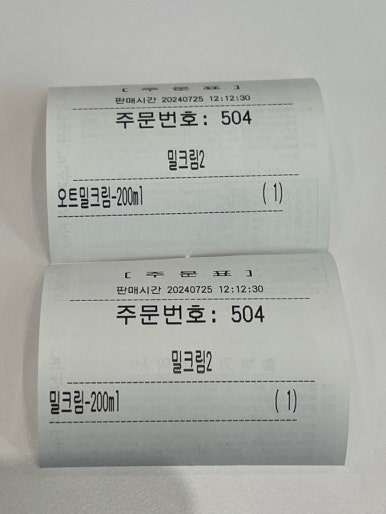 [ 주 문 표 ]
판매시간 20240725 12:12:30
주문번호: 504
밀크림2
오트밀크림-200ml ( 1)
[ 주 문 표 ]
판매시간 20240725 12:12:30
주문번호: 504
밀크림2
밀크림-200ml ( 1)